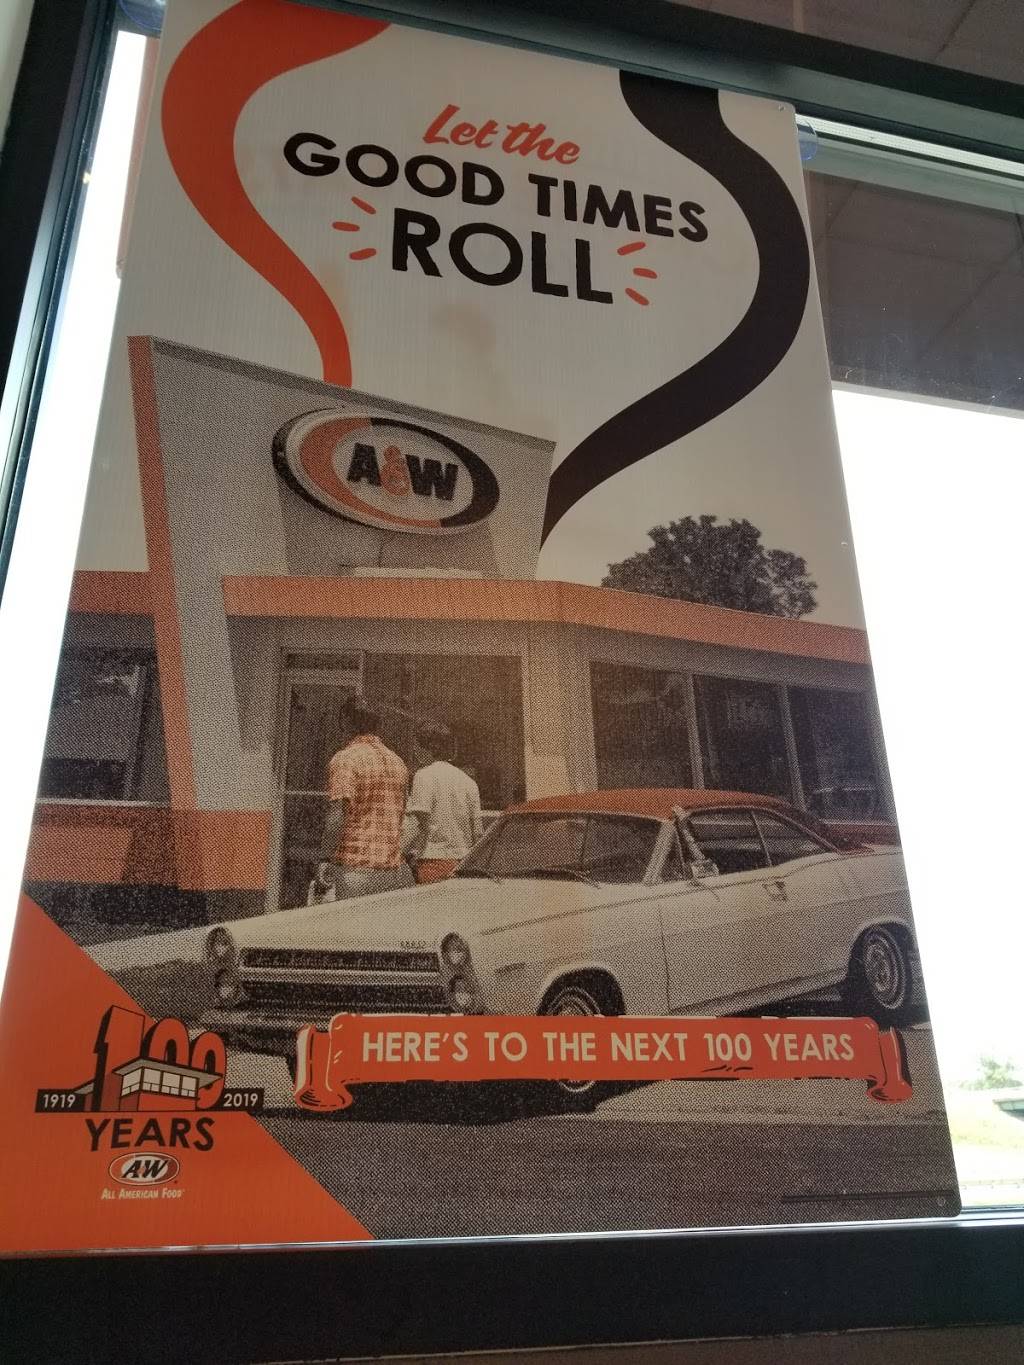 Let the
GOOD TIMES
ROLL
A&W
HERE'S TO THE NEXT 100 YEARS
100
1919 2019
YEARS
A&W
ALL AMERICAN FOOD